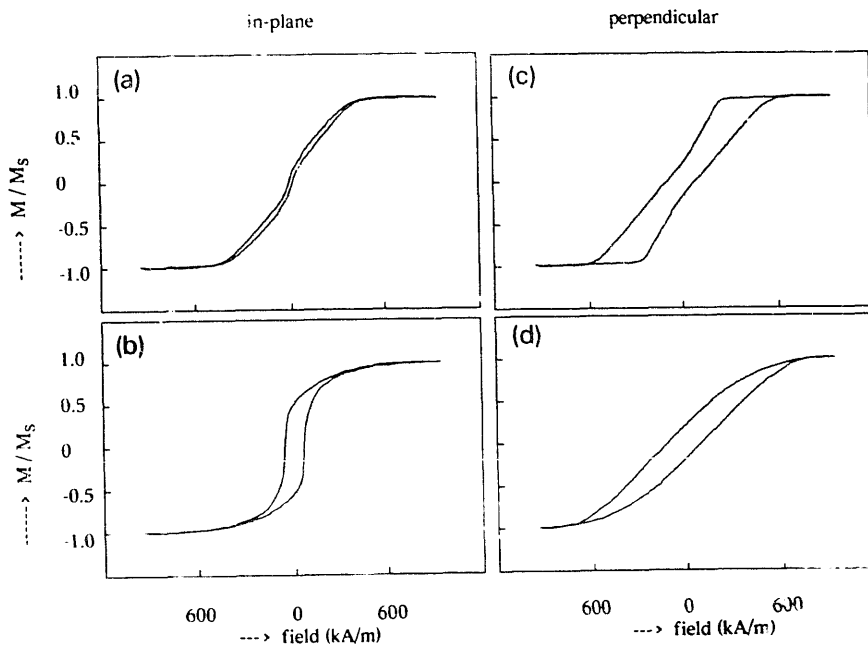 in-plane
perpendicular
(a)
1.0
0.5
0
-0.5
-1.0
-----> M / MS
(c)
(b)
1.0
0.5
0
-0.5
-1.0
-----> M / MS
(d)
600 0 600
----> field (kA/m)
600 0 600
----> field (kA/m)